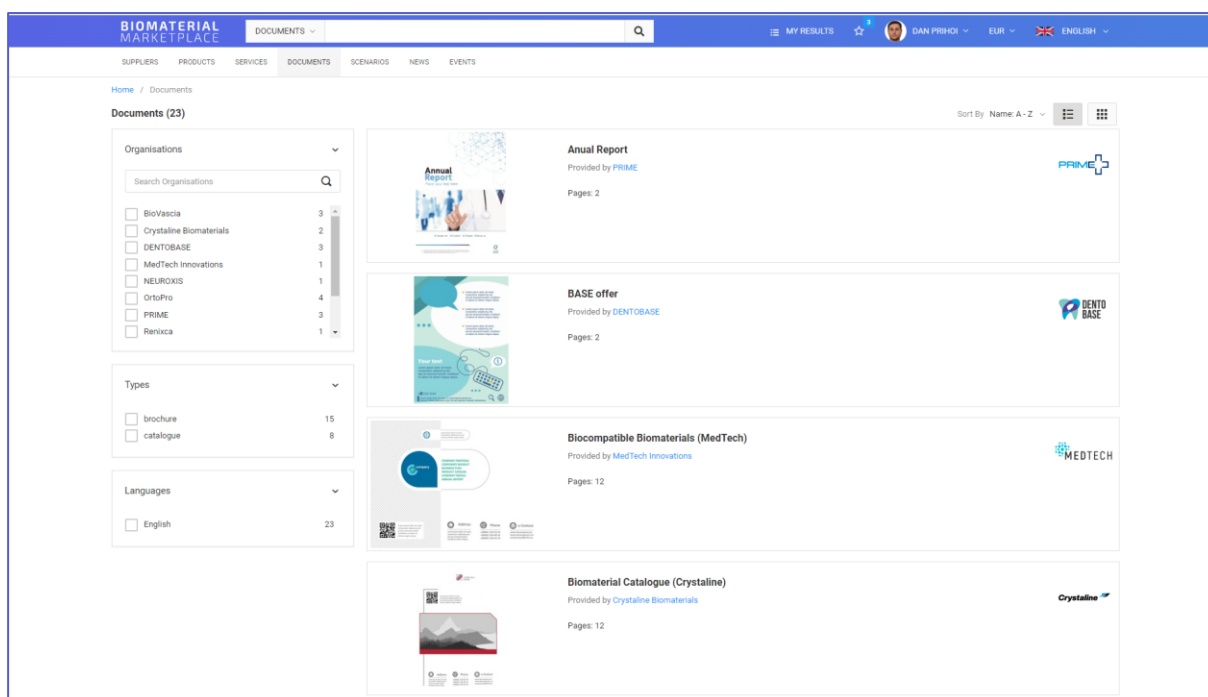 BIOMATERIAL
MARKETPLACE
DOCUMENTS
MY RESULTS
3
DAN PRIHOI
EUR
ENGLISH
SUPPLIERS PRODUCTS SERVICES DOCUMENTS SCENARIOS NEWS EVENTS
Home / Documents
Documents (23)
Sort By Name: A - Z
Organisations
Search Organisations
BioVascia 3
Crystaline Biomaterials 2
DENTOBASE 3
MedTech Innovations 1
NEUROXIS 1
OrtoPro 4
PRIME 3
Renixca 1
Types
brochure 15
catalogue 8
Languages
English 23
Annual
Report
Anual Report
Provided by PRIME
Pages: 2
PRIME
Your text
BASE offer
Provided by DENTOBASE
Pages: 2
DENTO
BASE
Biocompatible Biomaterials (MedTech)
Provided by MedTech Innovations
Pages: 12
MEDTECH
Biomaterial Catalogue (Crystaline)
Provided by Crystaline Biomaterials
Pages: 12
Crystaline